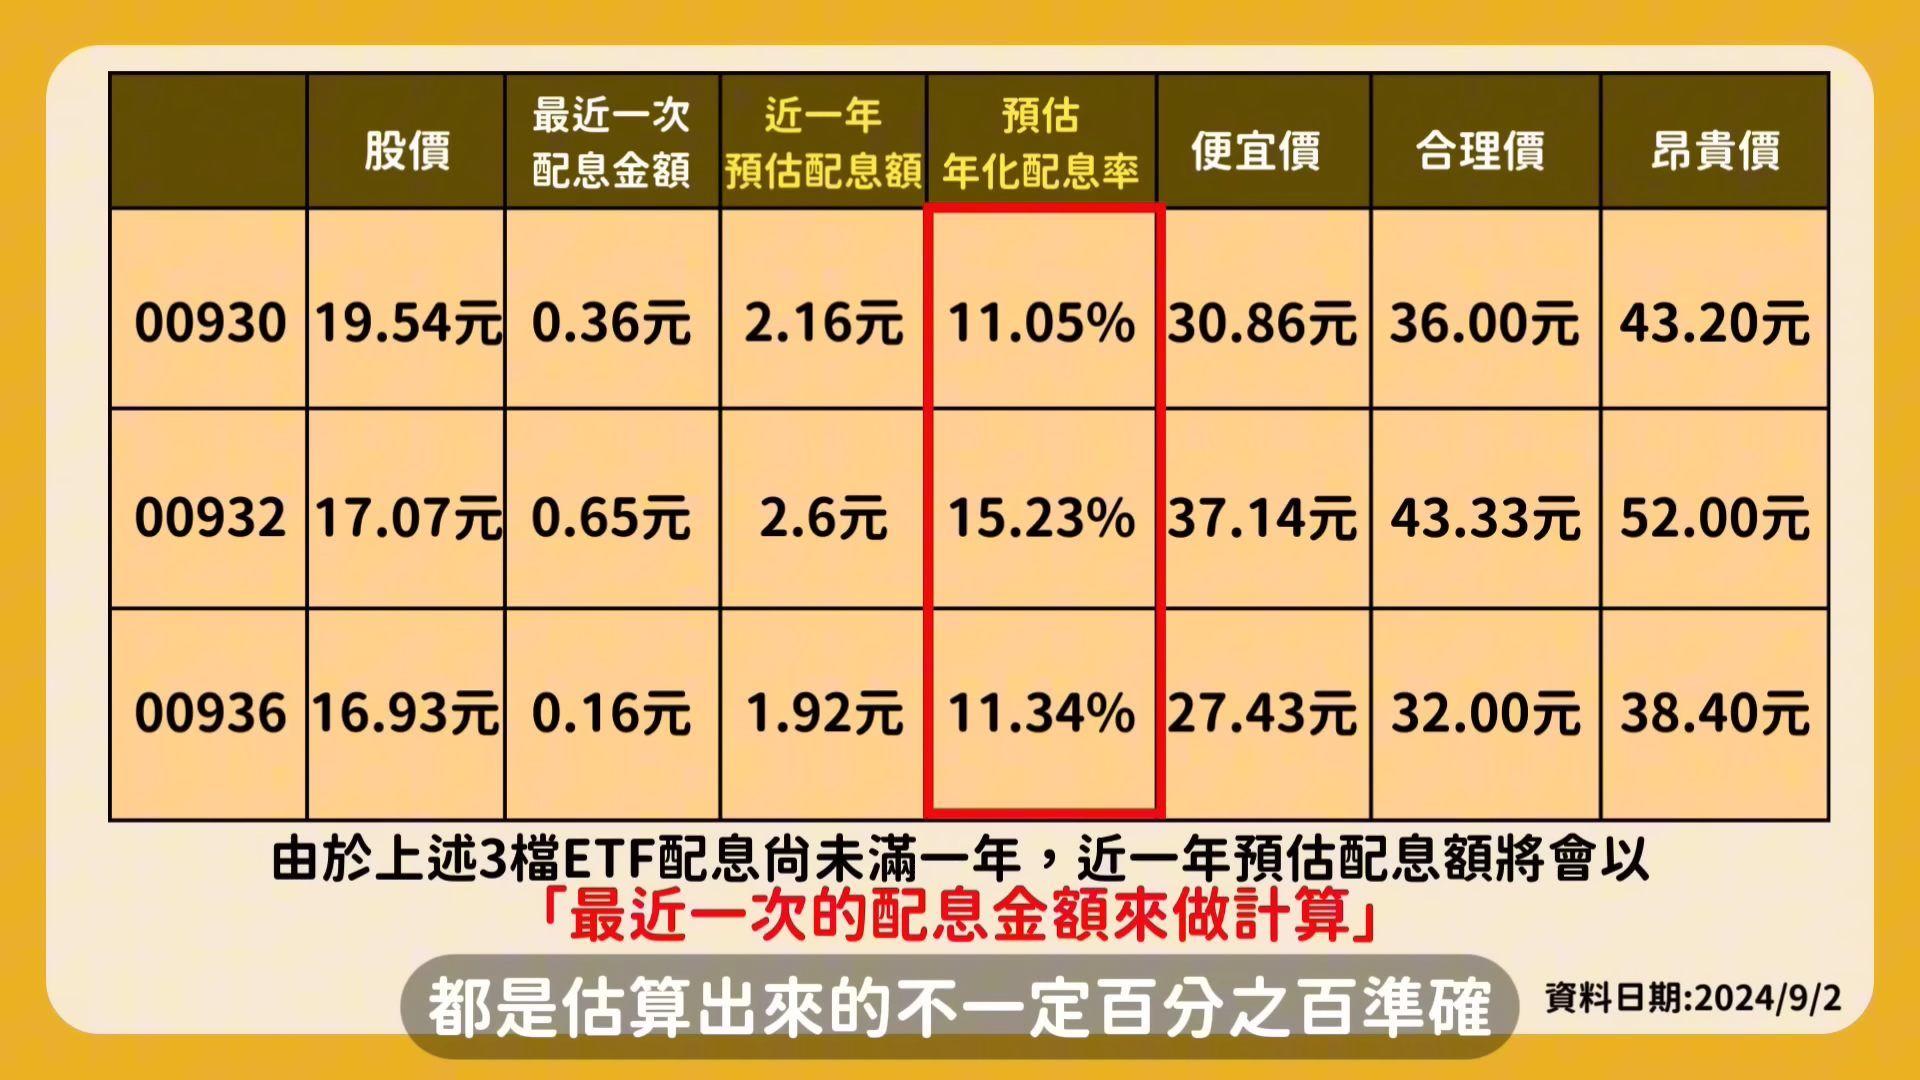 股價 最近一次配息金額 近一年預估配息額 預估年化配息率 便宜價 合理價 昂貴價
00930 19.54元 0.36元 2.16元 11.05% 30.86元 36.00元 43.20元
00932 17.07元 0.65元 2.6元 15.23% 37.14元 43.33元 52.00元
00936 16.93元 0.16元 1.92元 11.34% 27.43元 32.00元 38.40元
由於上述3檔ETF配息尚未滿一年，近一年預估配息額將會以
「最近一次的配息金額來做計算」
都是估算出來的不一定百分之百準確
資料日期:2024/9/2